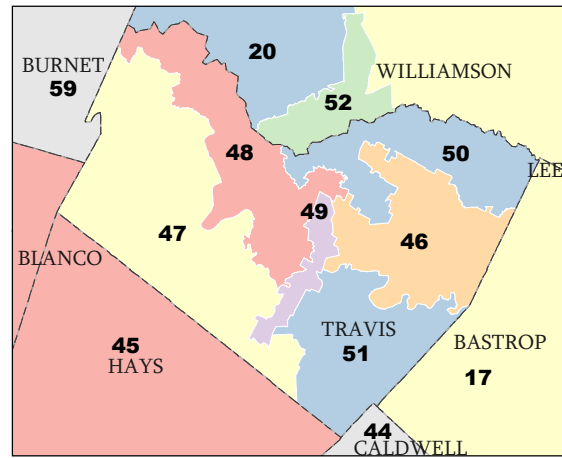 20
BURNET
WILLIAMSON
59
52
48
50
LEE
49
47
46
BLANCO
TRAVIS
45
51
BASTROP
HAYS
17
44
CALDWELL